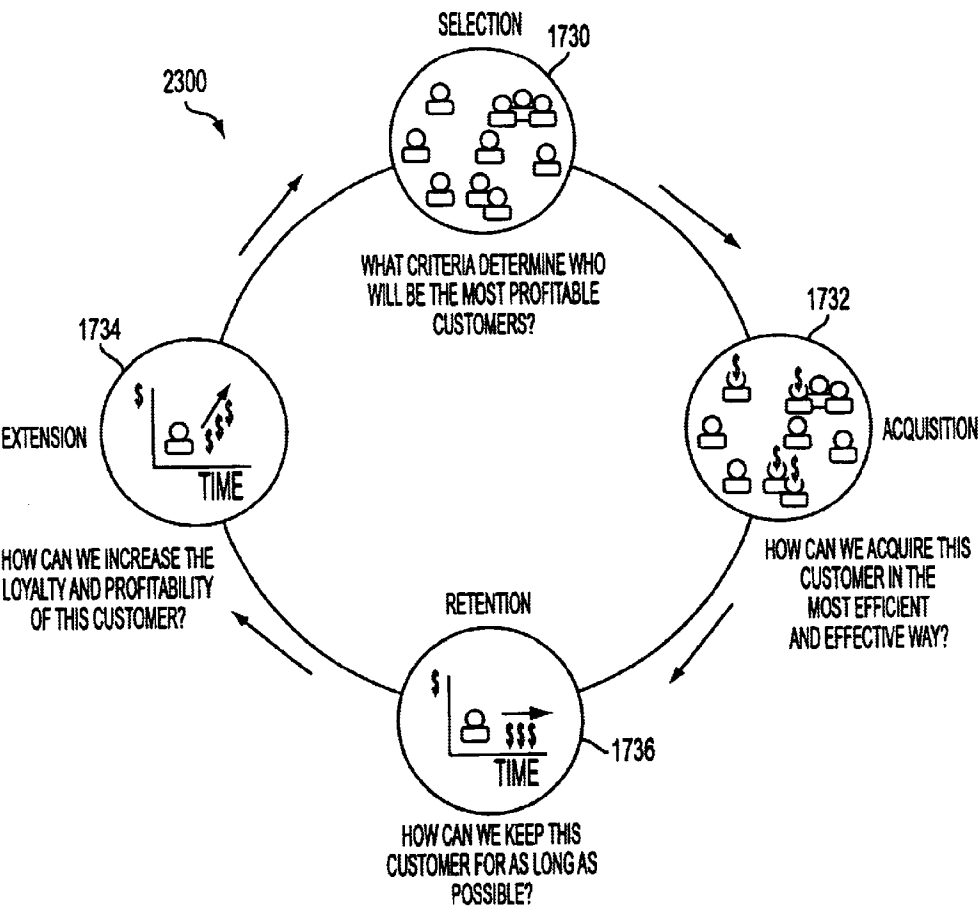 SELECTION
1730
2300
WHAT CRITERIA DETERMINE WHO
WILL BE THE MOST PROFITABLE
CUSTOMERS?
1734
1732
$
$
$
$
$
$
$
$
TIME
EXTENSION
ACQUISITION
HOW CAN WE INCREASE THE
LOYALTY AND PROFITABILITY
OF THIS CUSTOMER?
HOW CAN WE ACQUIRE THIS
CUSTOMER IN THE
MOST EFFICIENT
AND EFFECTIVE WAY?
RETENTION
$
$$$
TIME
1736
HOW CAN WE KEEP THIS
CUSTOMER FOR AS LONG AS
POSSIBLE?